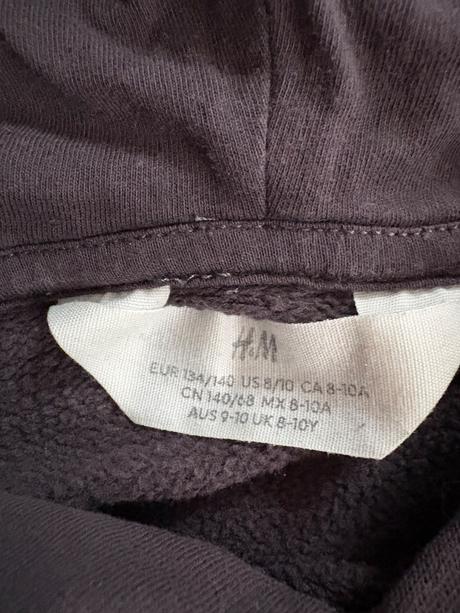 H&M
EUR 134/140 US 8/10 CA 8-10A
CN 140/68 MX 8-10A
AUS 9-10 UK 8-10Y